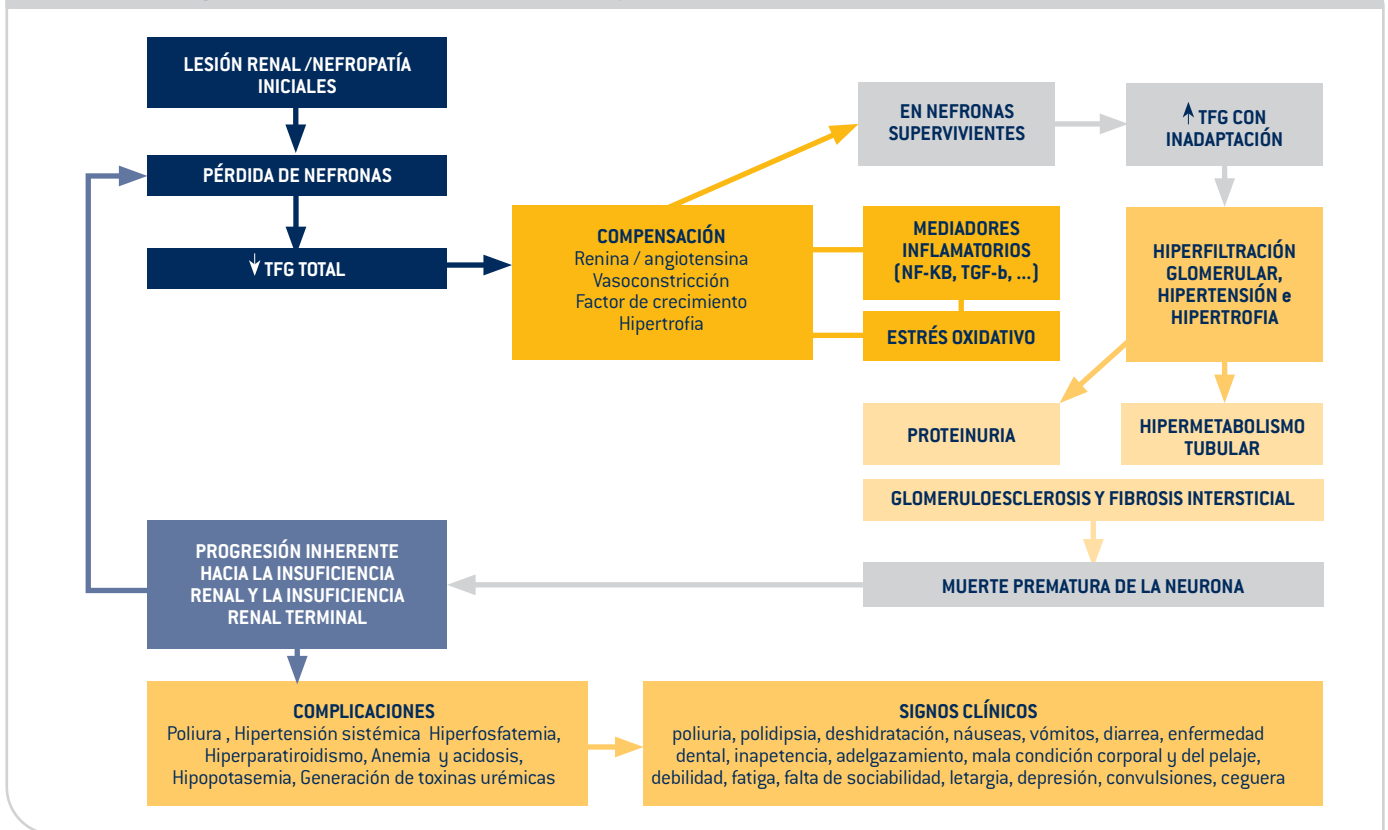 LESIÓN RENAL /NEFROPATÍA
INICIALES
PÉRDIDA DE NEFRONAS
↓ TFG TOTAL
COMPENSACIÓN
Renina / angiotensina
Vasoconstricción
Factor de crecimiento
Hipertrofia
EN NEFRONAS
SUPERVIVIENTES
↑ TFG CON
INADAPTACIÓN
MEDIADORES
INFLAMATORIOS
(NF-KB, TGF-b, ...)
ESTRÉS OXIDATIVO
HIPERFILTRACIÓN
GLOMERULAR,
HIPERTENSIÓN e
HIPERTROFIA
PROTEINURIA
HIPERMETABOLISMO
TUBULAR
GLOMERULOESCLEROSIS Y FIBROSIS INTERSTICIAL
MUERTE PREMATURA DE LA NEURONA
PROGRESIÓN INHERENTE
HACIA LA INSUFICIENCIA
RENAL Y LA INSUFICIENCIA
RENAL TERMINAL
COMPLICACIONES
Poliura , Hipertensión sistémica Hiperfosfatemia,
Hiperparatiroidismo, Anemia y acidosis,
Hipopotasemia, Generación de toxinas urémicas
SIGNOS CLÍNICOS
poliuria, polidipsia, deshidratación, náuseas, vómitos, diarrea, enfermedad
dental, inapetencia, adelgazamiento, mala condición corporal y del pelaje,
debilidad, fatiga, falta de sociabilidad, letargia, depresión, convulsiones, ceguera